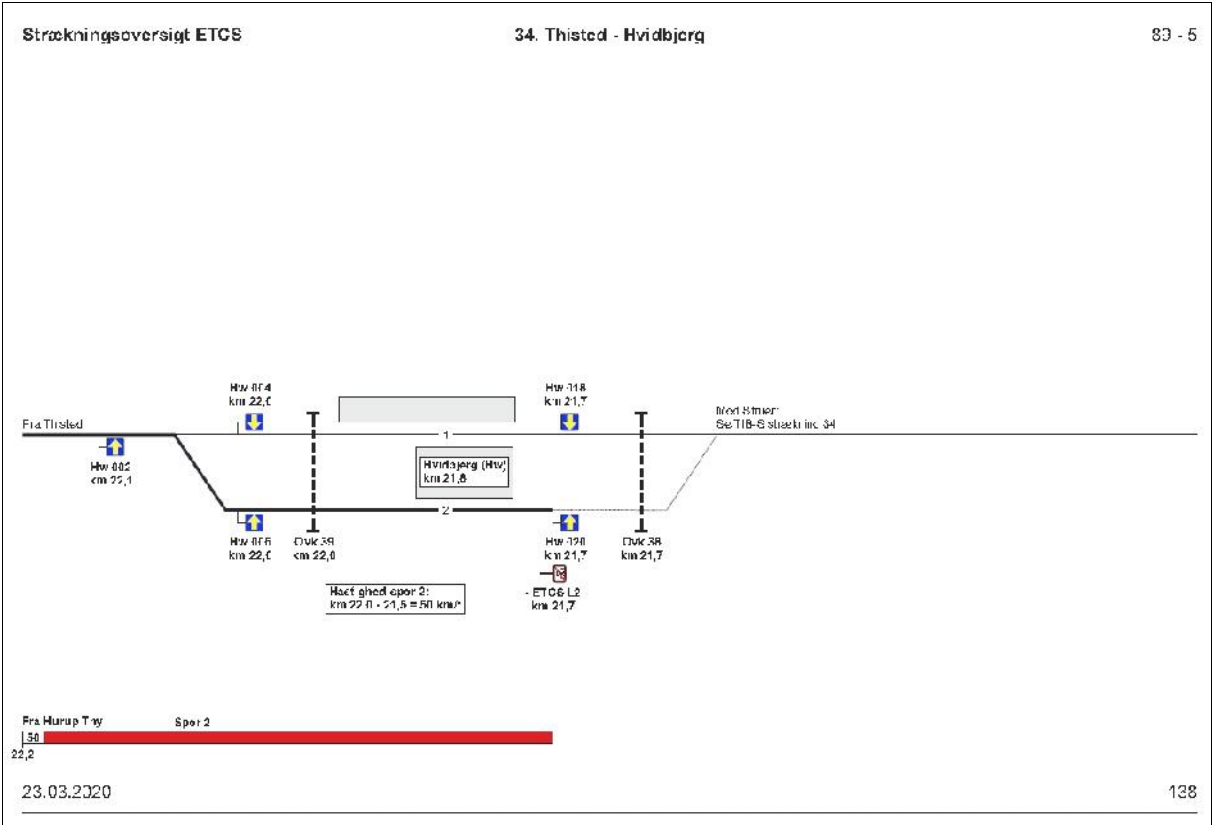 Strækningsoversigt ETCS
34. Thisted - Hvidbjerg
83 - 5
Hw 004
km 22,0
Hw 018
km 21,7
Fra Thisted
Mod Struer:
Se TIB-S strækning 34
1
Hw 002
km 22,1
Hvidbjerg (Hw)
km 21,8
2
Hw 006
km 22,0
Ovk 39
km 22,0
Hw 020
km 21,7
Ovk 38
km 21,7
Hastighed spor 2:
km 22,0 - 21,5 = 50 km/t
- ETCS L2
km 21,7
Fra Hurup Thy
Spor 2
50
22,2
23.03.2020
138